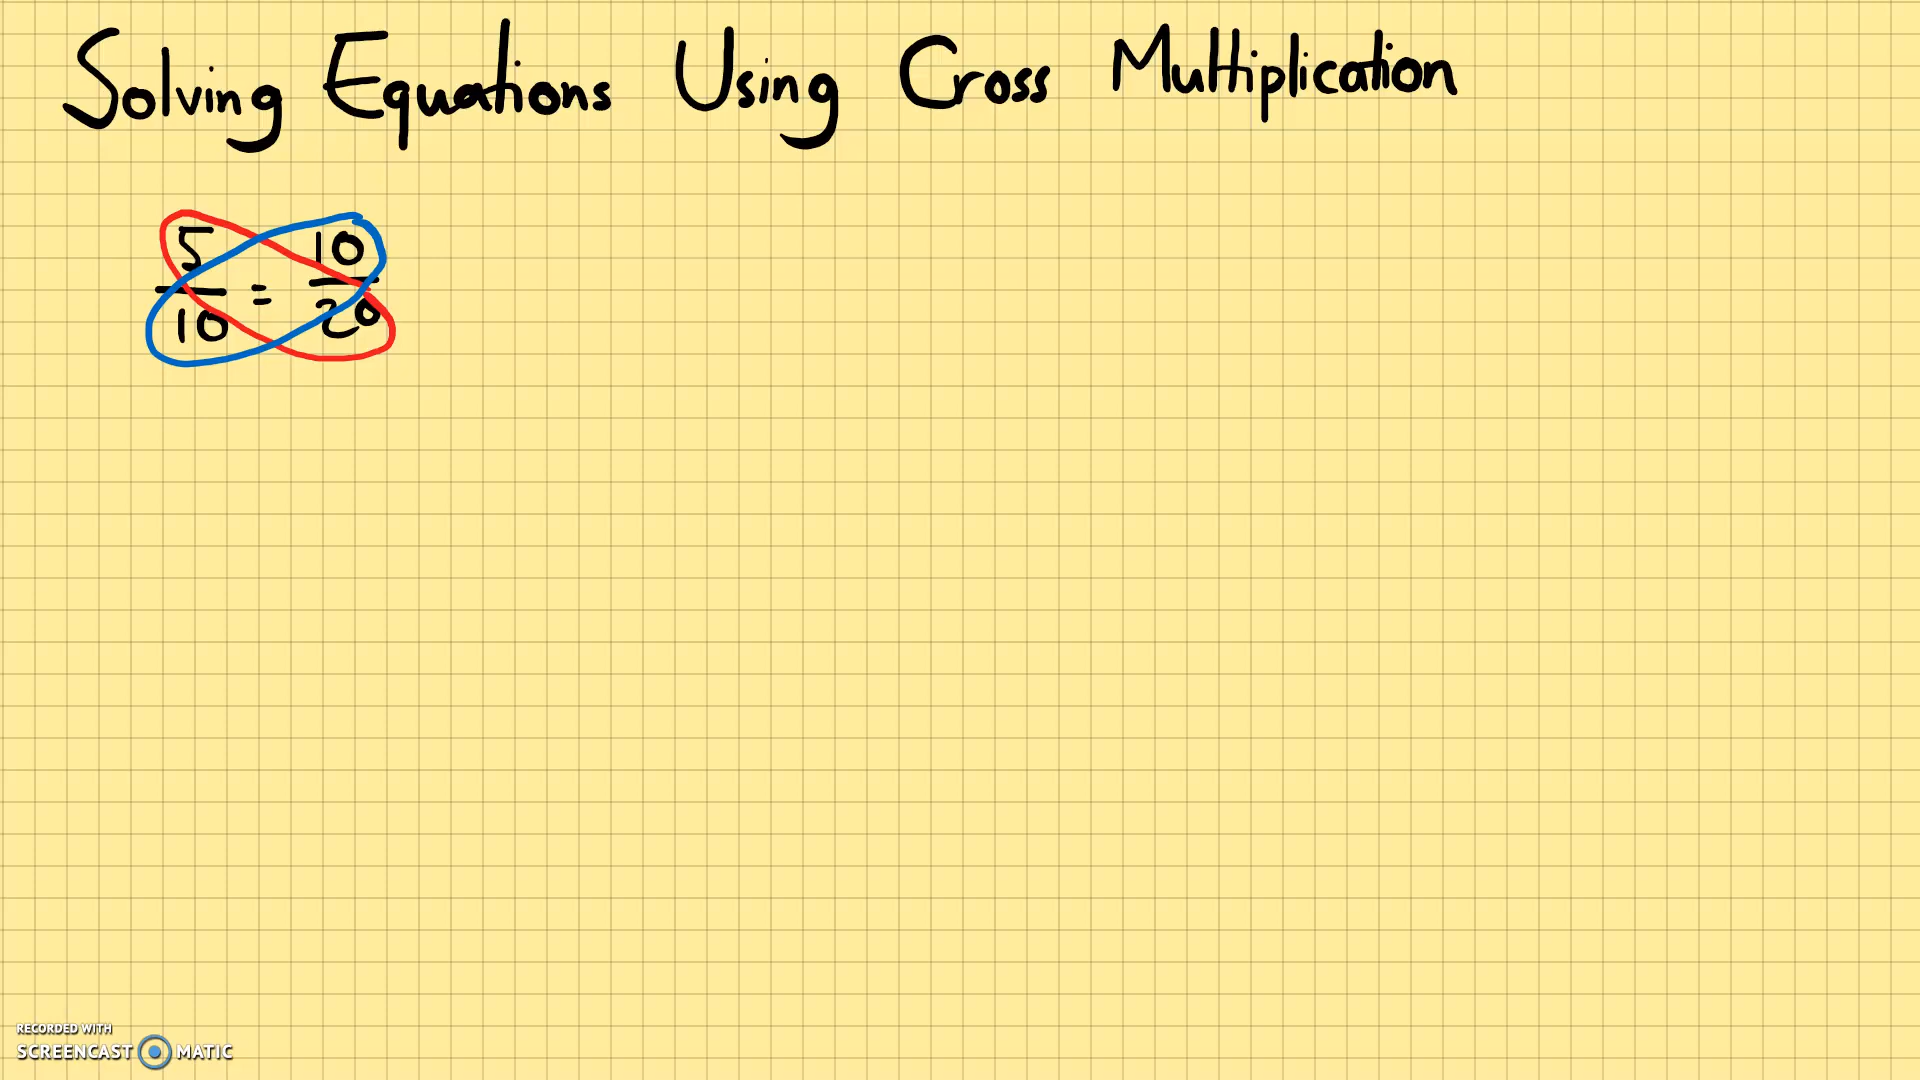 Solving Equations Using Cross Multiplication
5 10
=
10 20
RECORDED WITH
SCREENCAST MATIC